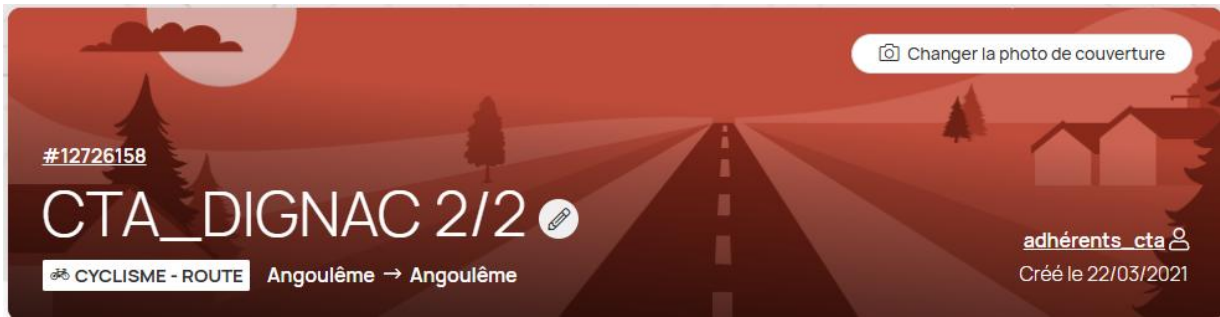 Changer la photo de couverture
#12726158
CTA_DIGNAC 2/2
adhérents_cta
CYCLISME - ROUTE Angoulême → Angoulême
Créé le 22/03/2021